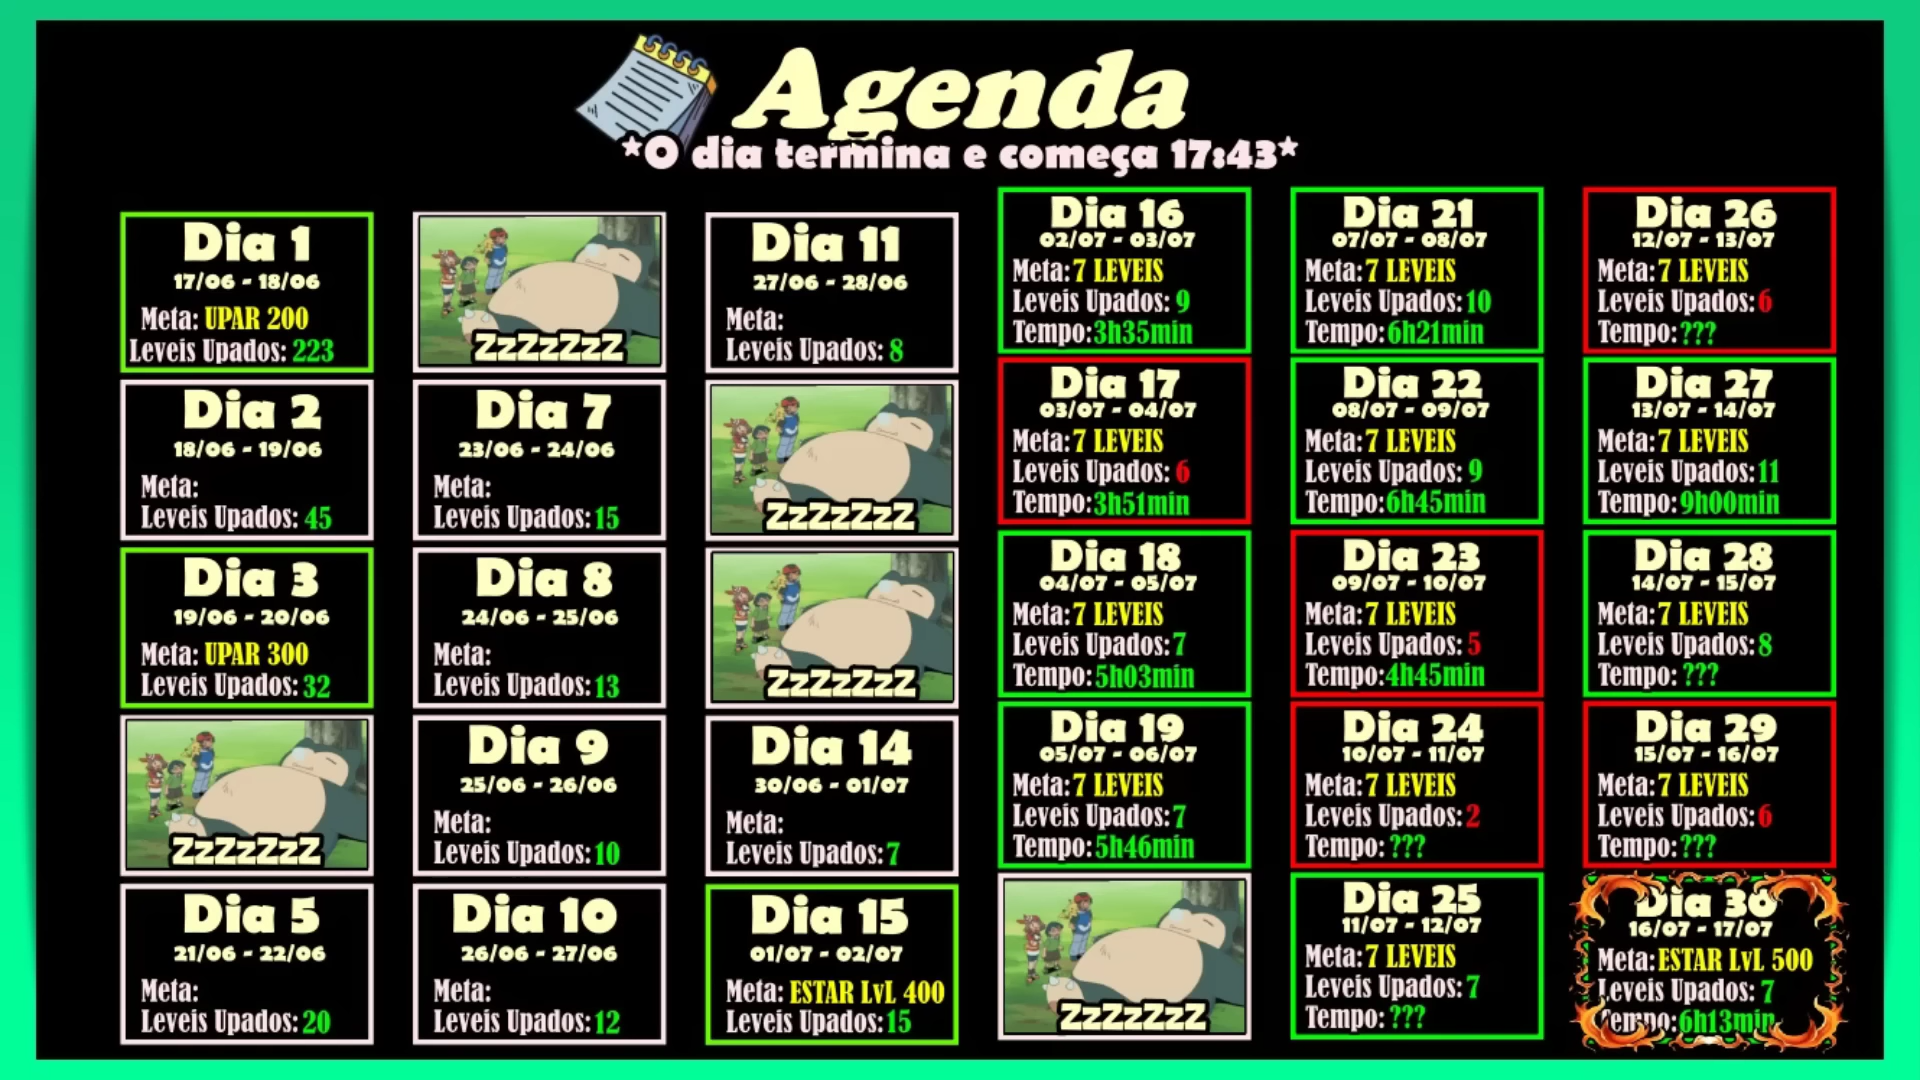 Agenda
*O dia termina e começa 17:43*
Dia 1
17/06 - 18/06
Meta: UPAR 200
Leveis Upados: 223
Dia 2
18/06 - 19/06
Meta:
Leveis Upados: 45
Dia 3
19/06 - 20/06
Meta: UPAR 300
Leveis Upados: 32
ZzZzZzZ
Dia 5
21/06 - 22/06
Meta:
Leveis Upados: 20
ZzZzZzZ
Dia 7
23/06 - 24/06
Meta:
Leveis Upados: 15
Dia 8
24/06 - 25/06
Meta:
Leveis Upados: 13
Dia 9
25/06 - 26/06
Meta:
Leveis Upados: 10
Dia 10
26/06 - 27/06
Meta:
Leveis Upados: 12
Dia 11
27/06 - 28/06
Meta:
Leveis Upados: 8
ZzZzZzZ
ZzZzZzZ
Dia 14
30/06 - 01/07
Meta:
Leveis Upados: 7
Dia 15
01/07 - 02/07
Meta: ESTAR LvL 400
Leveis Upados: 15
Dia 16
02/07 - 03/07
Meta: 7 LEVEIS
Leveis Upados: 9
Tempo: 3h35min
Dia 17
03/07 - 04/07
Meta: 7 LEVEIS
Leveis Upados: 6
Tempo: 3h51min
Dia 18
04/07 - 05/07
Meta: 7 LEVEIS
Leveis Upados: 7
Tempo: 5h03min
Dia 19
05/07 - 06/07
Meta: 7 LEVEIS
Leveis Upados: 7
Tempo: 5h46min
ZzZzZzZ
Dia 21
07/07 - 08/07
Meta: 7 LEVEIS
Leveis Upados: 10
Tempo: 6h21min
Dia 22
08/07 - 09/07
Meta: 7 LEVEIS
Leveis Upados: 9
Tempo: 6h45min
Dia 23
09/07 - 10/07
Meta: 7 LEVEIS
Leveis Upados: 5
Tempo: 4h45min
Dia 24
10/07 - 11/07
Meta: 7 LEVEIS
Leveis Upados: 2
Tempo: ???
Dia 25
11/07 - 12/07
Meta: 7 LEVEIS
Leveis Upados: 7
Tempo: ???
Dia 26
12/07 - 13/07
Meta: 7 LEVEIS
Leveis Upados: 6
Tempo: ???
Dia 27
13/07 - 14/07
Meta: 7 LEVEIS
Leveis Upados: 11
Tempo: 9h00min
Dia 28
14/07 - 15/07
Meta: 7 LEVEIS
Leveis Upados: 8
Tempo: ???
Dia 29
15/07 - 16/07
Meta: 7 LEVEIS
Leveis Upados: 6
Tempo: ???
Dia 30
16/07 - 17/07
Meta: ESTAR LvL 500
Leveis Upados: 7
Tempo: 6h13min